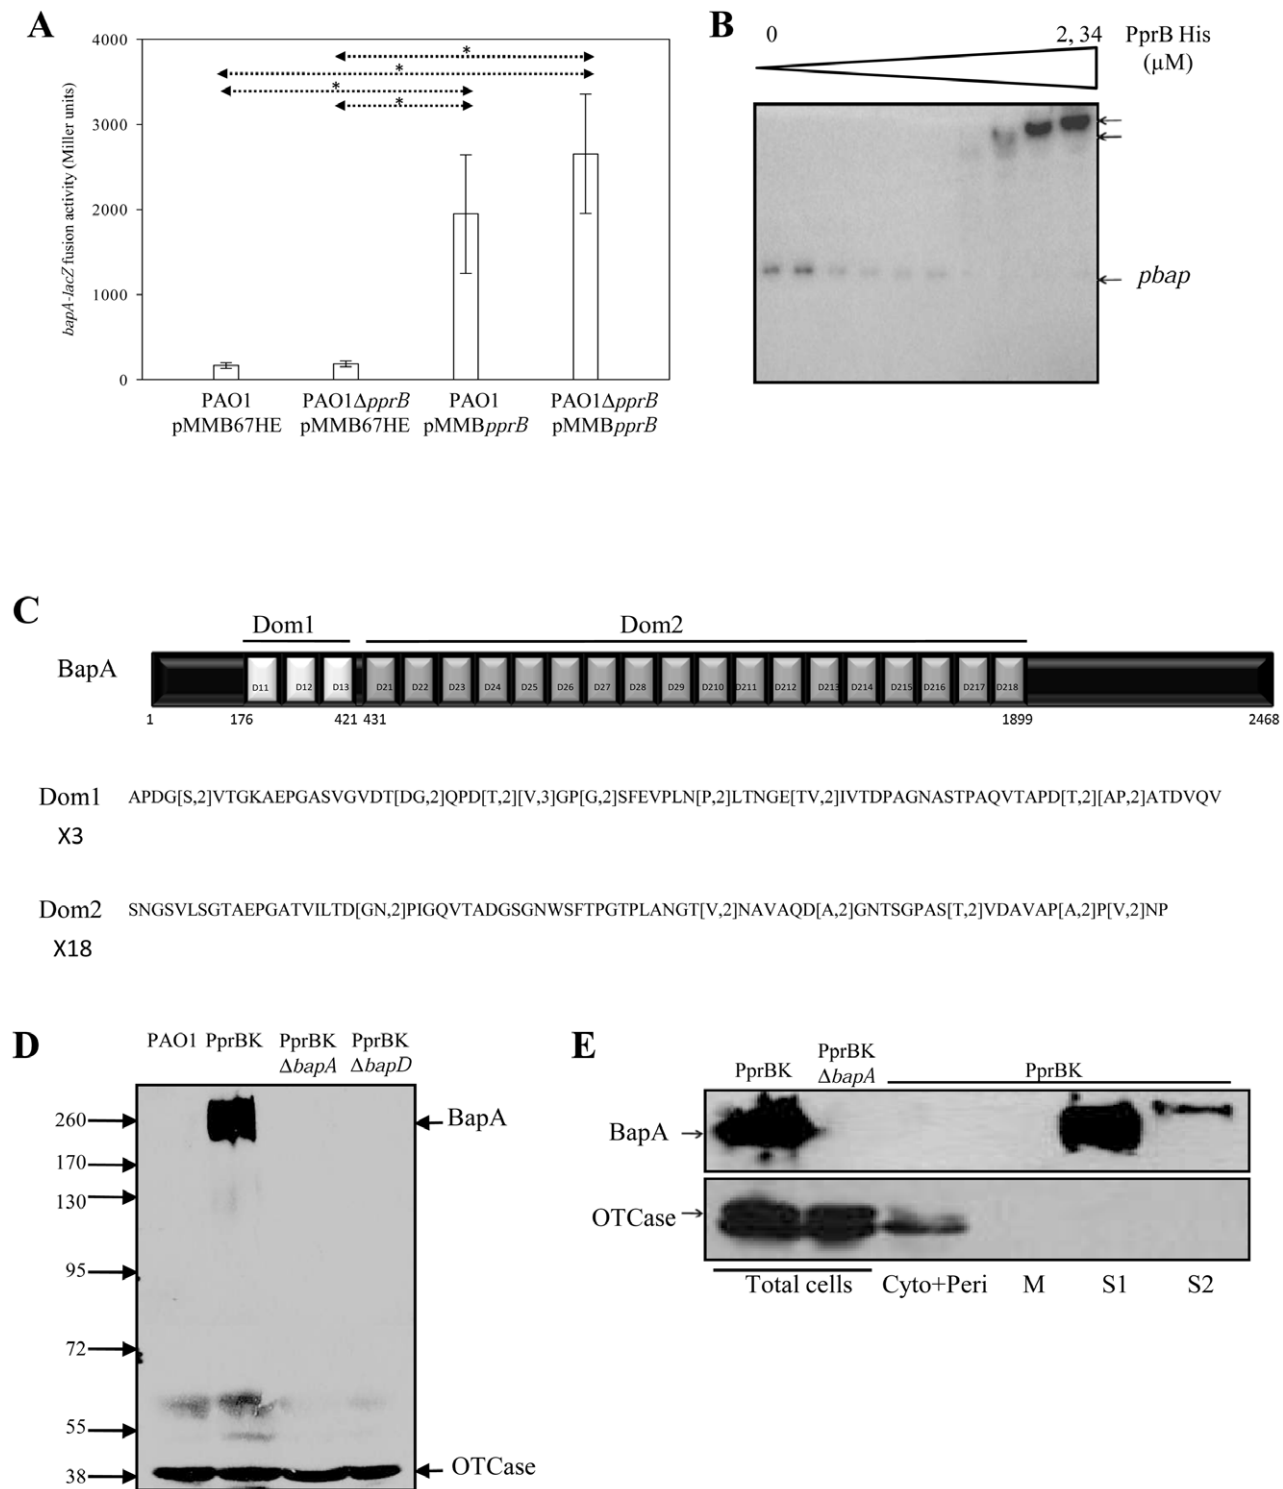 A
4000
3000
2000
1000
0
bapA-lacZ fusion activity (Miller units)
*
*
*
*
PAO1
pMMB67HE
PAO1ΔpprB
pMMB67HE
PAO1
pMMBpprB
PAO1ΔpprB
pMMBpprB
B
0
2, 34
PprB His
(µM)
pbap
C
Dom1
Dom2
BapA
D11 D12 D13 D21 D22 D23 D24 D25 D26 D27 D28 D29 D210 D211 D212 D213 D214 D215 D216 D217 D218
1 176 421 431 1899 2468
Dom1 APDG[S,2]VTGKAEPGASVGVDT[DG,2]QPD[T,2][V,3]GP[G,2]SFEVPLN[P,2]LTNGE[TV,2]IVTDPAGNASTPAQVTAPD[T,2][AP,2]ATDVQV
X3
Dom2 SNGSVLSGTAEPGATVILTD[GN,2]PIGQVTADGSGNWSFTPGTPLANGT[V,2]NAVAQD[A,2]GNTSGPAS[T,2]VDAVAP[A,2]P[V,2]NP
X18
D
PAO1 PprBK
PprBK
ΔbapA
PprBK
ΔbapD
260
170
130
95
72
55
38
BapA
OTCase
E
PprBK
PprBK
ΔbapA
PprBK
BapA
OTCase
Total cells Cyto+Peri M S1 S2